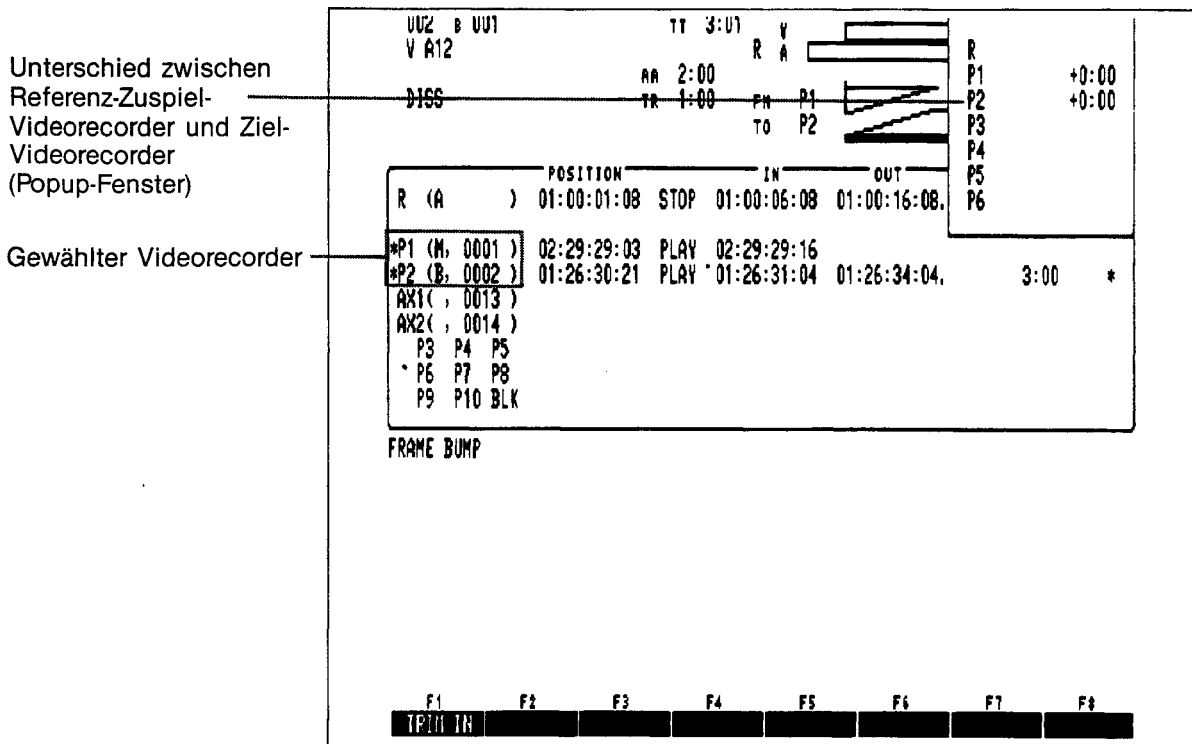 UU2 B UU1 TT 3:01 V
V A12 R A R
Unterschied zwischen
Referenz-Zuspiel-
Videorecorder und Ziel-
Videorecorder
(Popup-Fenster)
AA 2:00 P1 +0:00
DISS TR 1:00 FM P1 P2 +0:00
TO P2 P3
P4
POSITION IN OUT P5
R (A ) 01:00:01:08 STOP 01:00:06:08 01:00:16:08. P6
Gewählter Videorecorder
*P1 (M, 0001 ) 02:29:29:03 PLAY 02:29:29:16
*P2 (B, 0002 ) 01:26:30:21 PLAY 01:26:31:04 01:26:34:04. 3:00 *
AX1( , 0013 )
AX2( , 0014 )
P3 P4 P5
P6 P7 P8
P9 P10 BLK
FRAME BUMP
F1 F2 F3 F4 F5 F6 F7 F8
TRIM IN